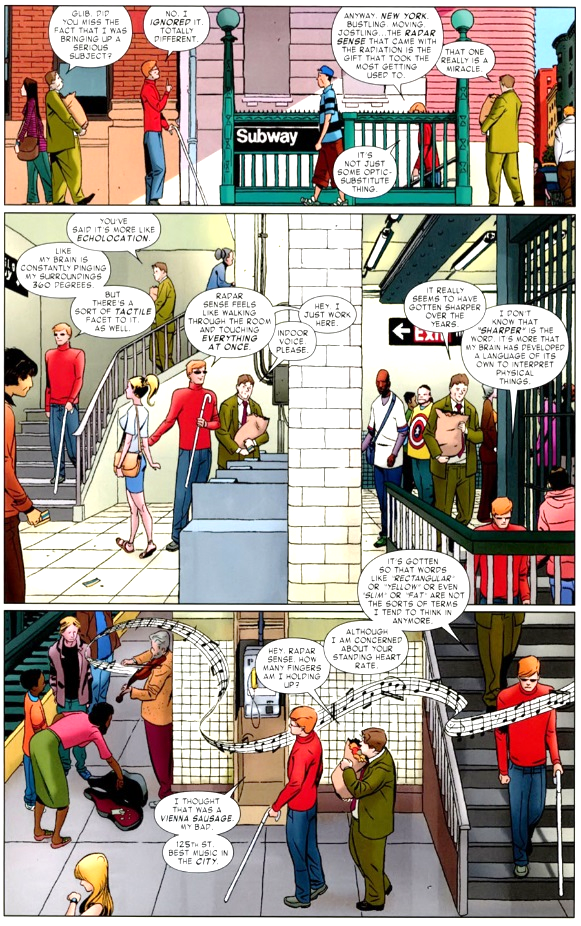 GLIB. DID
YOU MISS THE
FACT THAT I WAS
BRINGING UP A
SERIOUS
SUBJECT?
NO. I
IGNORED IT.
TOTALLY
DIFFERENT.
ANYWAY. NEW YORK.
BUSTLING. MOVING.
JOSTLING...THE RADAR
SENSE THAT CAME WITH
THE RADIATION IS THE
GIFT THAT TOOK THE
MOST GETTING
USED TO.
THAT ONE
REALLY IS A
MIRACLE.
Subway
IT'S
NOT JUST
SOME OPTIC-
SUBSTITUTE
THING.
YOU'VE
SAID IT'S MORE LIKE
ECHOLOCATION.
LIKE
MY BRAIN IS
CONSTANTLY PINGING
MY SURROUNDINGS
360 DEGREES.
BUT
THERE'S A
SORT OF TACTILE
FACET TO IT,
AS WELL.
RADAR
SENSE FEELS
LIKE WALKING
THROUGH THE ROOM
AND TOUCHING
EVERYTHING
AT ONCE.
HEY. I
JUST WORK
HERE.
INDOOR
VOICE.
PLEASE.
EXIT
IT REALLY
SEEMS TO HAVE
GOTTEN SHARPER
OVER THE
YEARS.
I DON'T
KNOW THAT
"SHARPER" IS THE
WORD. IT'S MORE THAT
MY BRAIN HAS DEVELOPED
A LANGUAGE OF ITS
OWN TO INTERPRET
PHYSICAL
THINGS.
IT'S GOTTEN
SO THAT WORDS
LIKE "RECTANGULAR"
OR "YELLOW" OR EVEN
"SLIM" OR "FAT" ARE NOT
THE SORTS OF TERMS
I TEND TO THINK IN
ANYMORE.
ALTHOUGH
I AM CONCERNED
ABOUT YOUR
STANDING HEART
RATE.
HEY. RADAR
SENSE. HOW
MANY FINGERS
AM I HOLDING
UP?
I THOUGHT
THAT WAS A
VIENNA SAUSAGE.
MY BAD.
125TH ST.
BEST MUSIC IN
THE CITY.